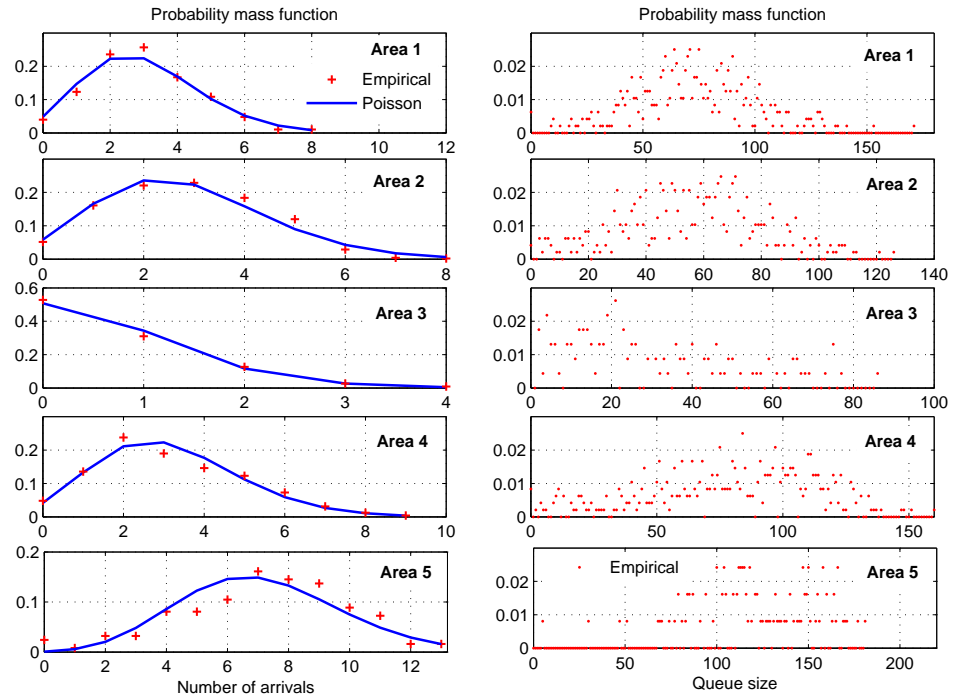 Probability mass function
Probability mass function
Area 1
Empirical
Poisson
0.2
0.1
0
0 2 4 6 8 10 12
Area 1
0.02
0.01
0
0 50 100 150
Area 2
0.2
0.1
0
0 2 4 6 8
Area 2
0.02
0.01
0
0 20 40 60 80 100 120 140
Area 3
0.6
0.4
0.2
0
0 1 2 3 4
Area 3
0.02
0.01
0
0 20 40 60 80 100
Area 4
0.2
0.1
0
0 2 4 6 8 10
Area 4
0.02
0.01
0
0 50 100 150
Area 5
0.2
0.1
0
0 2 4 6 8 10 12
Number of arrivals
Empirical
Area 5
0.02
0.01
0
0 50 100 150 200
Queue size